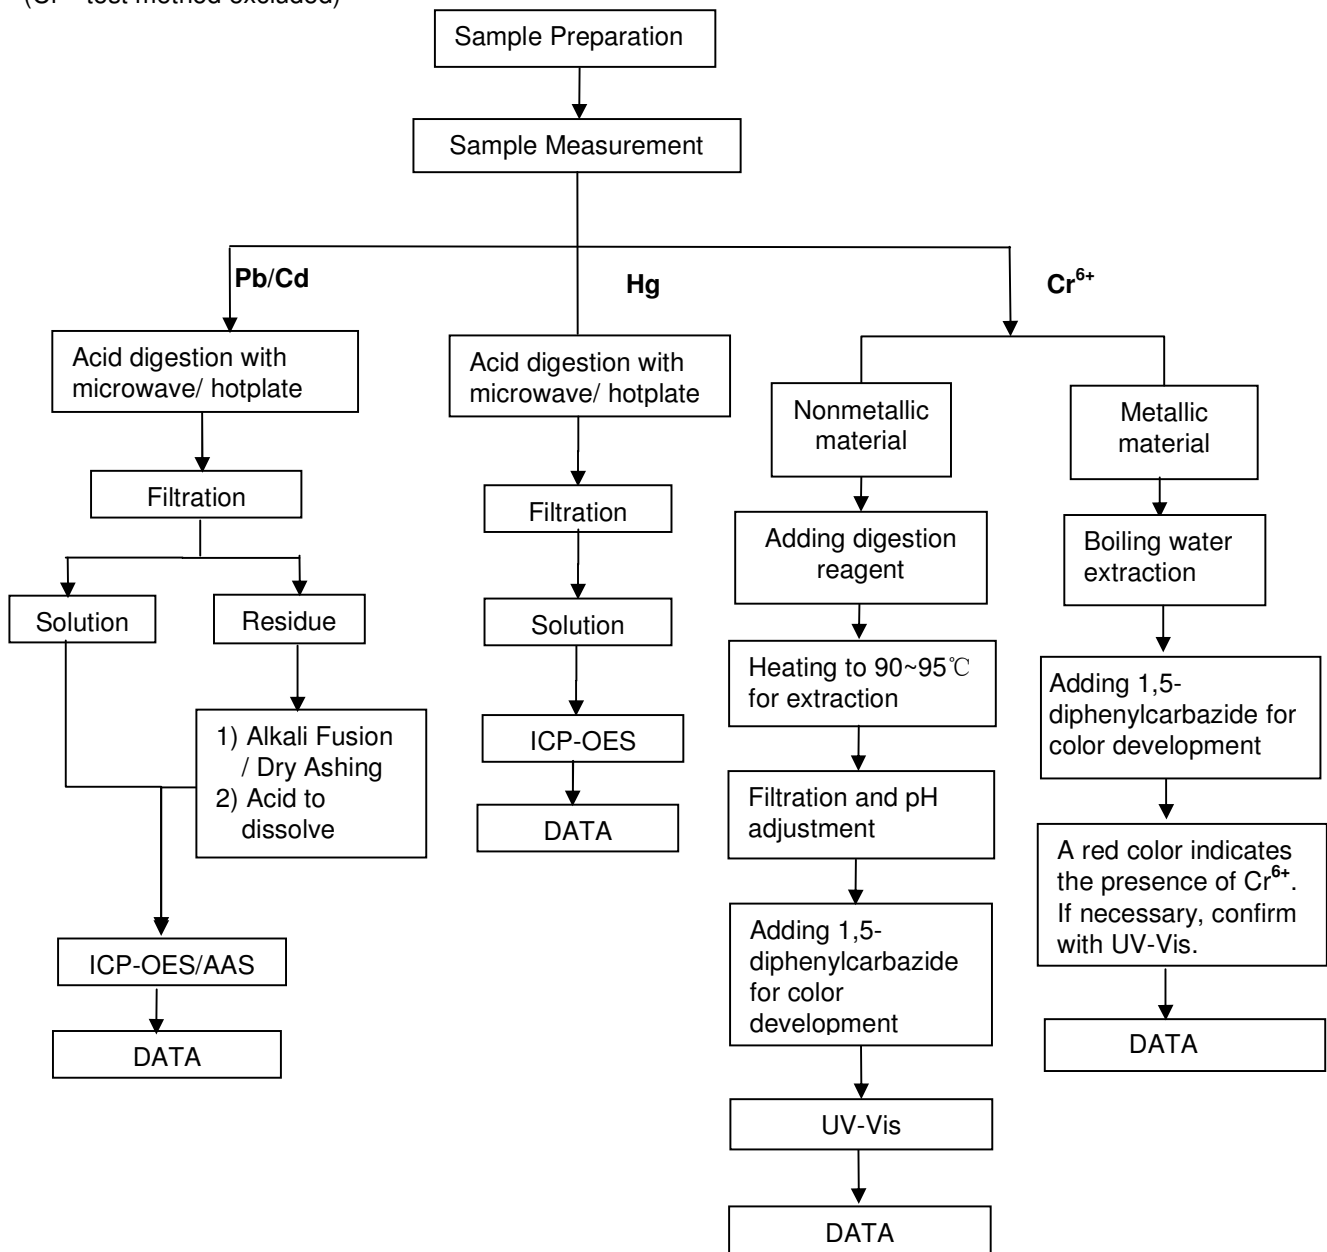 test method excluded)
Sample Preparation
Sample Measurement
Pb/Cd
Hg
Cr6+
Acid digestion with
microwave/ hotplate
Filtration
Solution
Residue
1) Alkali Fusion
/ Dry Ashing
2) Acid to
dissolve
ICP-OES/AAS
DATA
Acid digestion with
microwave/ hotplate
Filtration
Solution
ICP-OES
DATA
Nonmetallic
material
Adding digestion
reagent
Heating to 90~95℃
for extraction
Filtration and pH
adjustment
Adding 1,5-
diphenylcarbazide
for color
development
UV-Vis
DATA
Metallic
material
Boiling water
extraction
Adding 1,5-
diphenylcarbazide for
color development
A red color indicates
the presence of Cr6+.
If necessary, confirm
with UV-Vis.
DATA